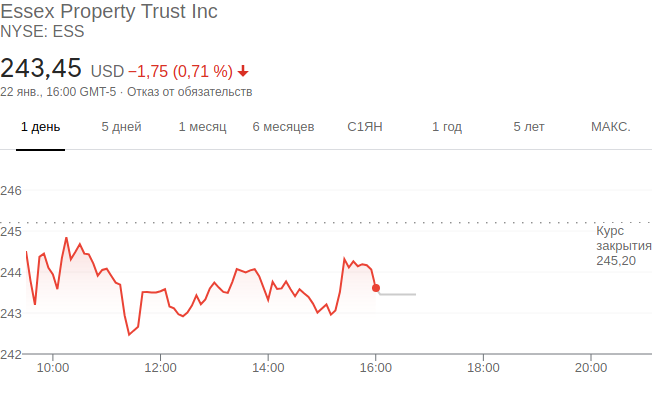 Essex Property Trust Inc
NYSE: ESS
243,45 USD −1,75 (0,71 %)
22 янв., 16:00 GMT-5 · Отказ от обязательств
1 день 5 дней 1 месяц 6 месяцев С1ЯН 1 год 5 лет МАКС.
246
245
Курс
закрытия
245,20
244
243
242
10:00 12:00 14:00 16:00 18:00 20:00